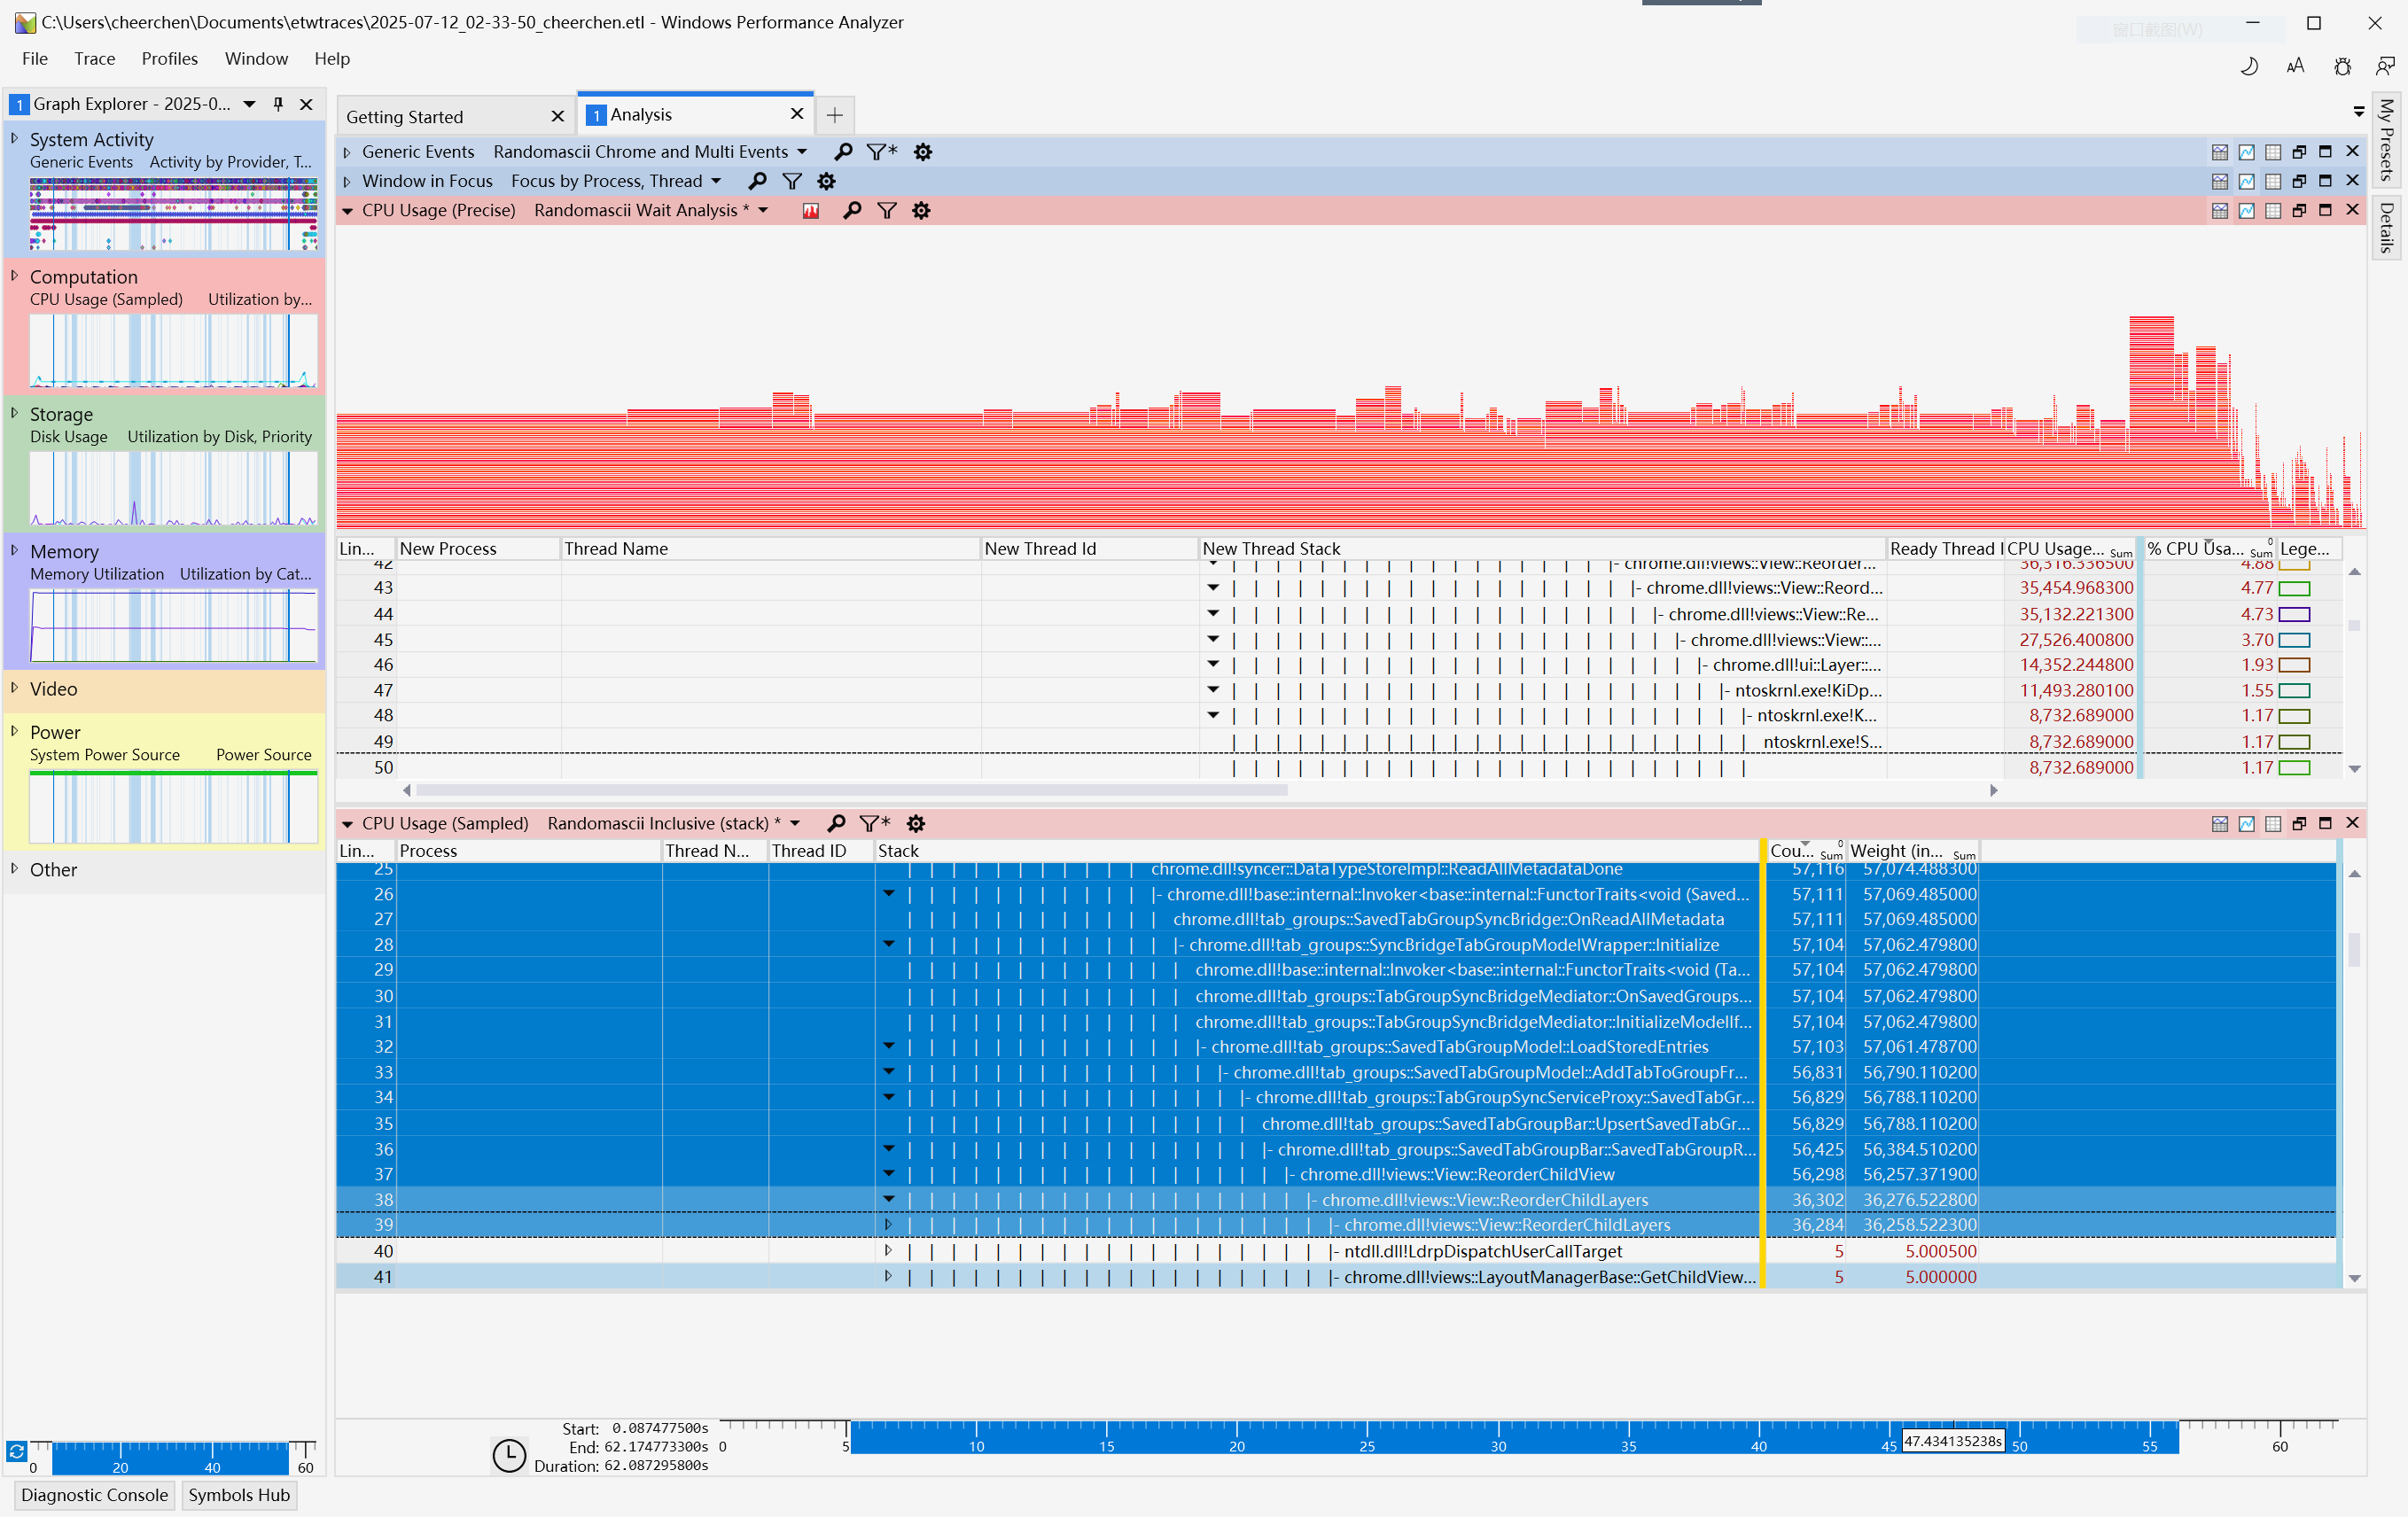 C:\Users\cheerchen\Documents\etwtraces\2025-07-12_02-33-50_cheerchen.etl - Windows Performance Analyzer
窗口截图(W)
File Trace Profiles Window Help
1 Graph Explorer - 2025-0...
System Activity
Generic Events Activity by Provider, T...
Computation
CPU Usage (Sampled) Utilization by...
Storage
Disk Usage Utilization by Disk, Priority
Memory
Memory Utilization Utilization by Cat...
Video
Power
System Power Source Power Source
Other
0 20 40 60
Getting Started
1 Analysis
My Presets
Details
Generic Events Randomascii Chrome and Multi Events
Window in Focus Focus by Process, Thread
CPU Usage (Precise) Randomascii Wait Analysis *
Lin... New Process Thread Name New Thread Id New Thread Stack Ready Thread I CPU Usage... Sum % CPU Usa... 0 Sum Lege...
42 |- chrome.dll!views::View::Reorder... 36,316.336500 4.88
43 |- chrome.dll!views::View::Reord... 35,454.968300 4.77
44 |- chrome.dll!views::View::Re... 35,132.221300 4.73
45 |- chrome.dll!views::View::... 27,526.400800 3.70
46 |- chrome.dll!ui::Layer::... 14,352.244800 1.93
47 |- ntoskrnl.exe!KiDp... 11,493.280100 1.55
48 |- ntoskrnl.exe!K... 8,732.689000 1.17
49 ntoskrnl.exe!S... 8,732.689000 1.17
50 8,732.689000 1.17
CPU Usage (Sampled) Randomascii Inclusive (stack) *
Lin... Process Thread N... Thread ID Stack Cou... 0 Sum Weight (in... Sum
25 chrome.dll!syncer::DataTypeStoreImpl::ReadAllMetadataDone 57,116 57,074.488300
26 |- chrome.dll!base::internal::Invoker<base::internal::FunctorTraits<void (Saved... 57,111 57,069.485000
27 chrome.dll!tab_groups::SavedTabGroupSyncBridge::OnReadAllMetadata 57,111 57,069.485000
28 |- chrome.dll!tab_groups::SyncBridgeTabGroupModelWrapper::Initialize 57,104 57,062.479800
29 chrome.dll!base::internal::Invoker<base::internal::FunctorTraits<void (Ta... 57,104 57,062.479800
30 chrome.dll!tab_groups::TabGroupSyncBridgeMediator::OnSavedGroups... 57,104 57,062.479800
31 chrome.dll!tab_groups::TabGroupSyncBridgeMediator::InitializeModelIf... 57,104 57,062.479800
32 |- chrome.dll!tab_groups::SavedTabGroupModel::LoadStoredEntries 57,103 57,061.478700
33 |- chrome.dll!tab_groups::SavedTabGroupModel::AddTabToGroupFr... 56,831 56,790.110200
34 |- chrome.dll!tab_groups::TabGroupSyncServiceProxy::SavedTabGr... 56,829 56,788.110200
35 chrome.dll!tab_groups::SavedTabGroupBar::UpsertSavedTabGr... 56,829 56,788.110200
36 |- chrome.dll!tab_groups::SavedTabGroupBar::SavedTabGroupR... 56,425 56,384.510200
37 |- chrome.dll!views::View::ReorderChildView 56,298 56,257.371900
38 |- chrome.dll!views::View::ReorderChildLayers 36,302 36,276.522800
39 |- chrome.dll!views::View::ReorderChildLayers 36,284 36,258.522300
40 |- ntdll.dll!LdrpDispatchUserCallTarget 5 5.000500
41 |- chrome.dll!views::LayoutManagerBase::GetChildView... 5 5.000000
Start: 0.087477500s
End: 62.174773300s
Duration: 62.087295800s
0 5 10 15 20 25 30 35 40 45 47.434135238s 50 55 60
Diagnostic Console Symbols Hub